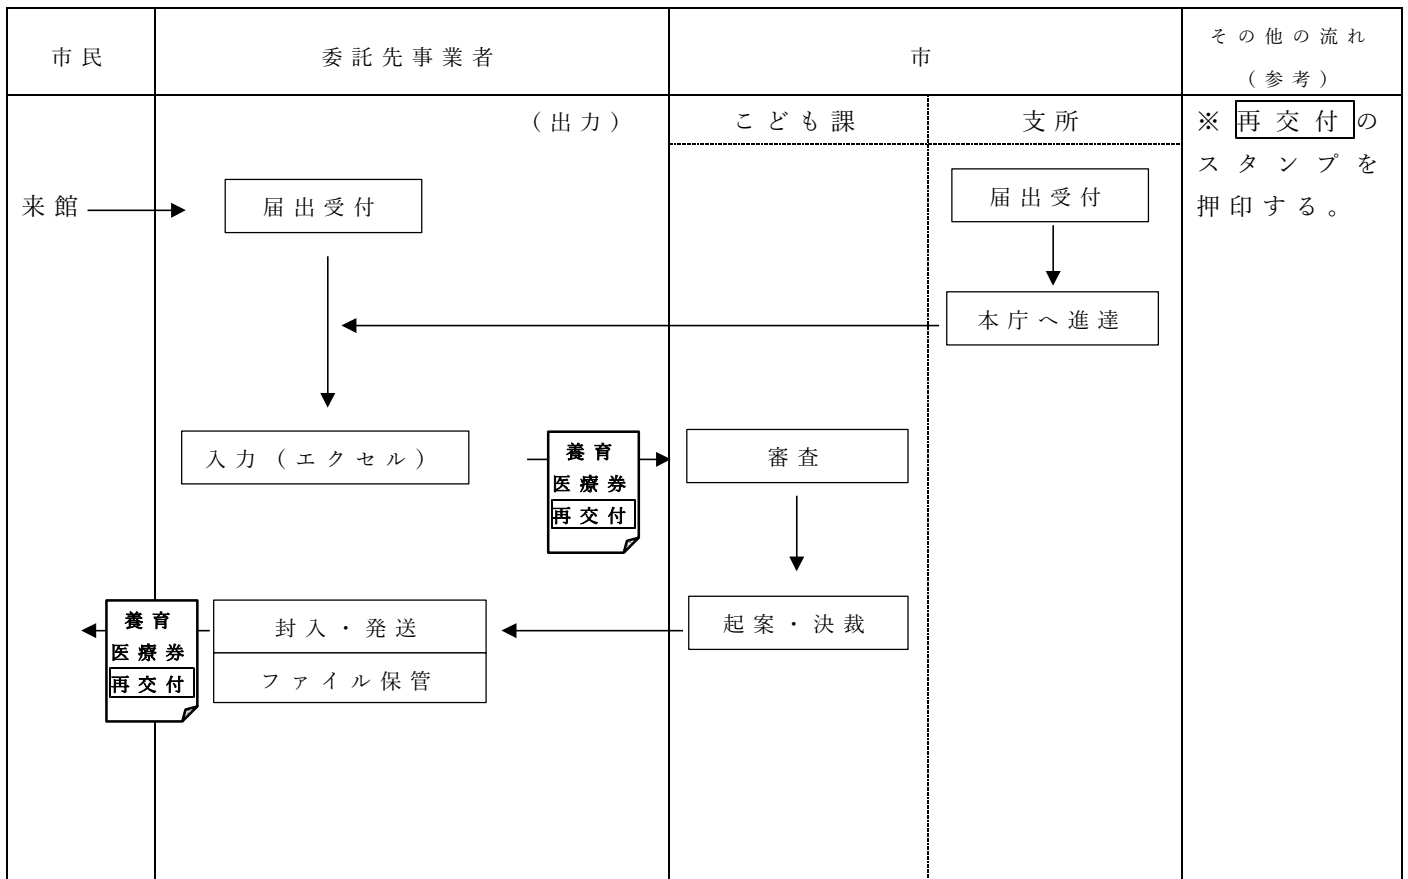 市民
委託先事業者
市
その他の流れ
（参考）
（出力）
こども課
支所
※再交付の
スタンプを
押印する。
来館
届出受付
届出受付
本庁へ進達
入力（エクセル）
養育
医療券
再交付
審査
養育
医療券
再交付
封入・発送
ファイル保管
起案・決裁